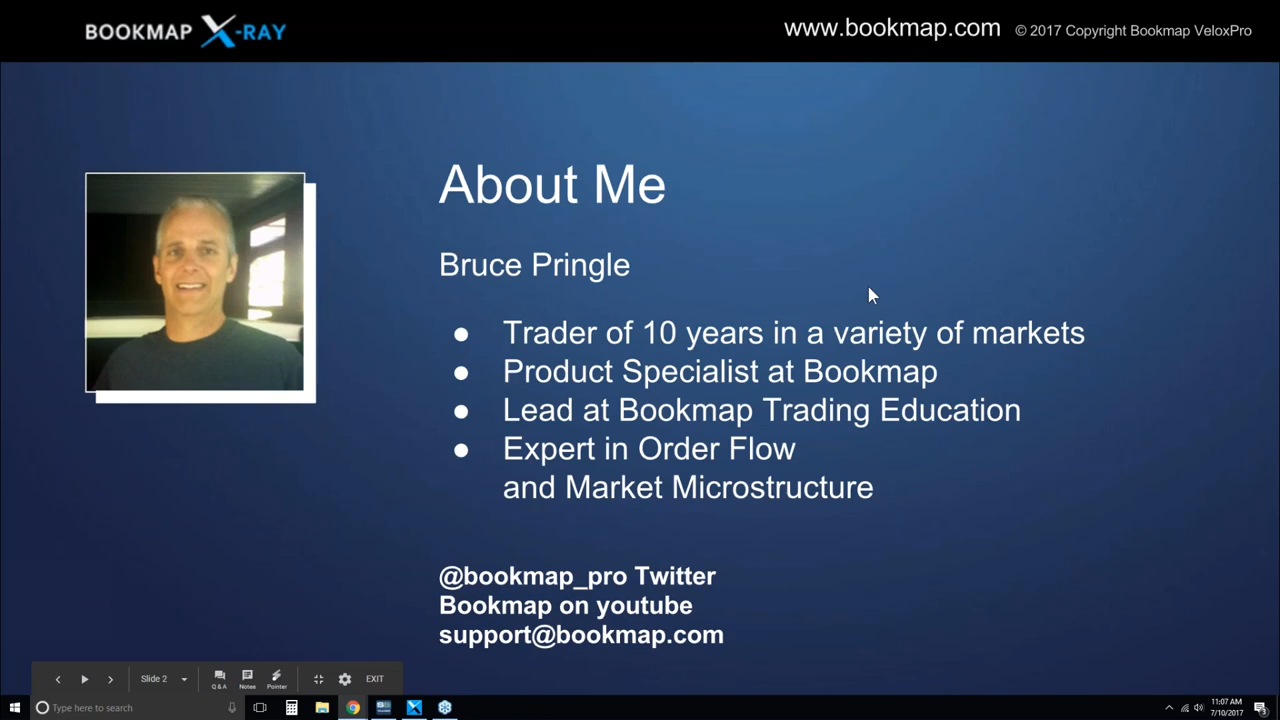 BOOKMAP X-RAY
www.bookmap.com © 2017 Copyright Bookmap VeloxPro
About Me
Bruce Pringle
● Trader of 10 years in a variety of markets
● Product Specialist at Bookmap
● Lead at Bookmap Trading Education
● Expert in Order Flow
and Market Microstructure
@bookmap_pro Twitter
Bookmap on youtube
support@bookmap.com
Slide 2
Q & A Notes Pointer
EXIT
Type here to search
11:07 AM
7/10/2017
3